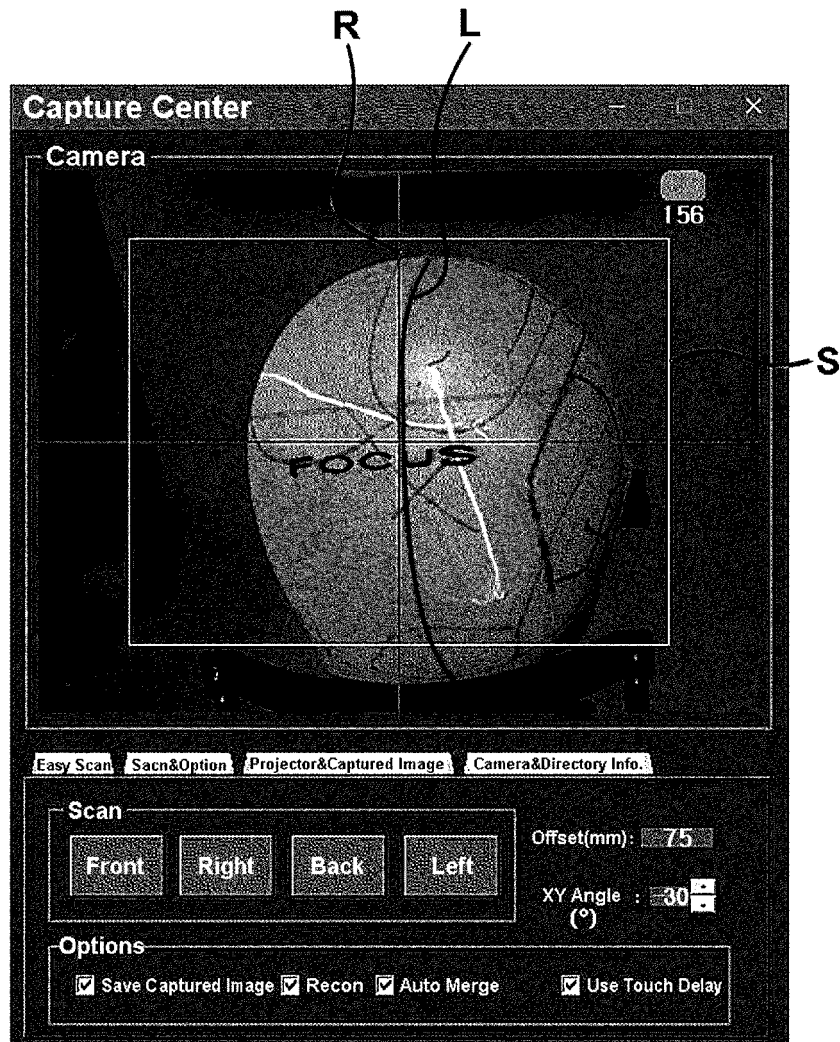 R L
Capture Center
Camera
156
S
FOCUS
Easy Scan Sacn&Option Projector&Captured Image Camera&Directory Info.
Scan
Front Right Back Left
Offset(mm) : 75
XY Angle (°) : 30
Options
Save Captured Image Recon Auto Merge Use Touch Delay